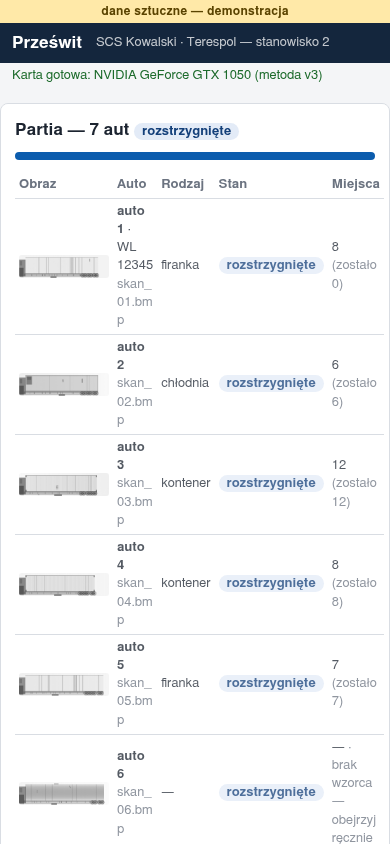 dane sztuczne — demonstracja
Prześwit SCS Kowalski · Terespol — stanowisko 2
Karta gotowa: NVIDIA GeForce GTX 1050 (metoda v3)
Partia — 7 aut rozstrzygnięte
Obraz Auto Rodzaj Stan Miejsca
auto
1 ·
WL
12345
skan_
01.bm
p
firanka
rozstrzygnięte
8
(zostało
0)
auto
2
skan_
02.bm
p
chłodnia
rozstrzygnięte
6
(zostało
6)
auto
3
skan_
03.bm
p
kontener
rozstrzygnięte
12
(zostało
12)
auto
4
skan_
04.bm
p
kontener
rozstrzygnięte
8
(zostało
8)
auto
5
skan_
05.bm
p
firanka
rozstrzygnięte
7
(zostało
7)
auto
6
skan_
06.bm
p
—
rozstrzygnięte
— ·
brak
wzorca
—
obejrzyj
ręcznie